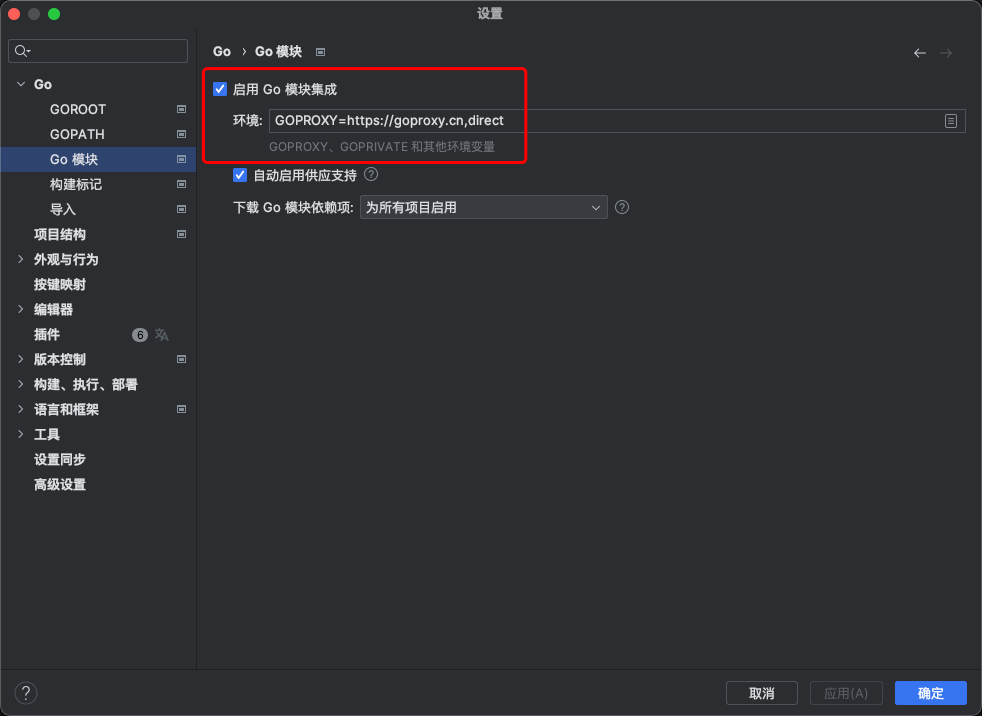 设置
Go › Go 模块
Go
GOROOT
GOPATH
Go 模块
构建标记
导入
项目结构
外观与行为
按键映射
编辑器
插件 6
版本控制
构建、执行、部署
语言和框架
工具
设置同步
高级设置
启用 Go 模块集成
环境: GOPROXY=https://goproxy.cn,direct
GOPROXY、GOPRIVATE 和其他环境变量
自动启用供应支持 ?
下载 Go 模块依赖项: 为所有项目启用 ?
? 取消 应用(A) 确定